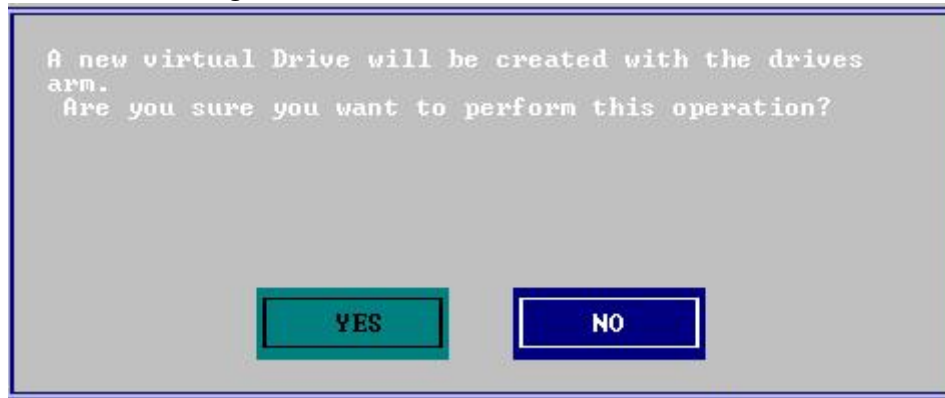 A new virtual Drive will be created with the drives
arm.
Are you sure you want to perform this operation?
YES
NO